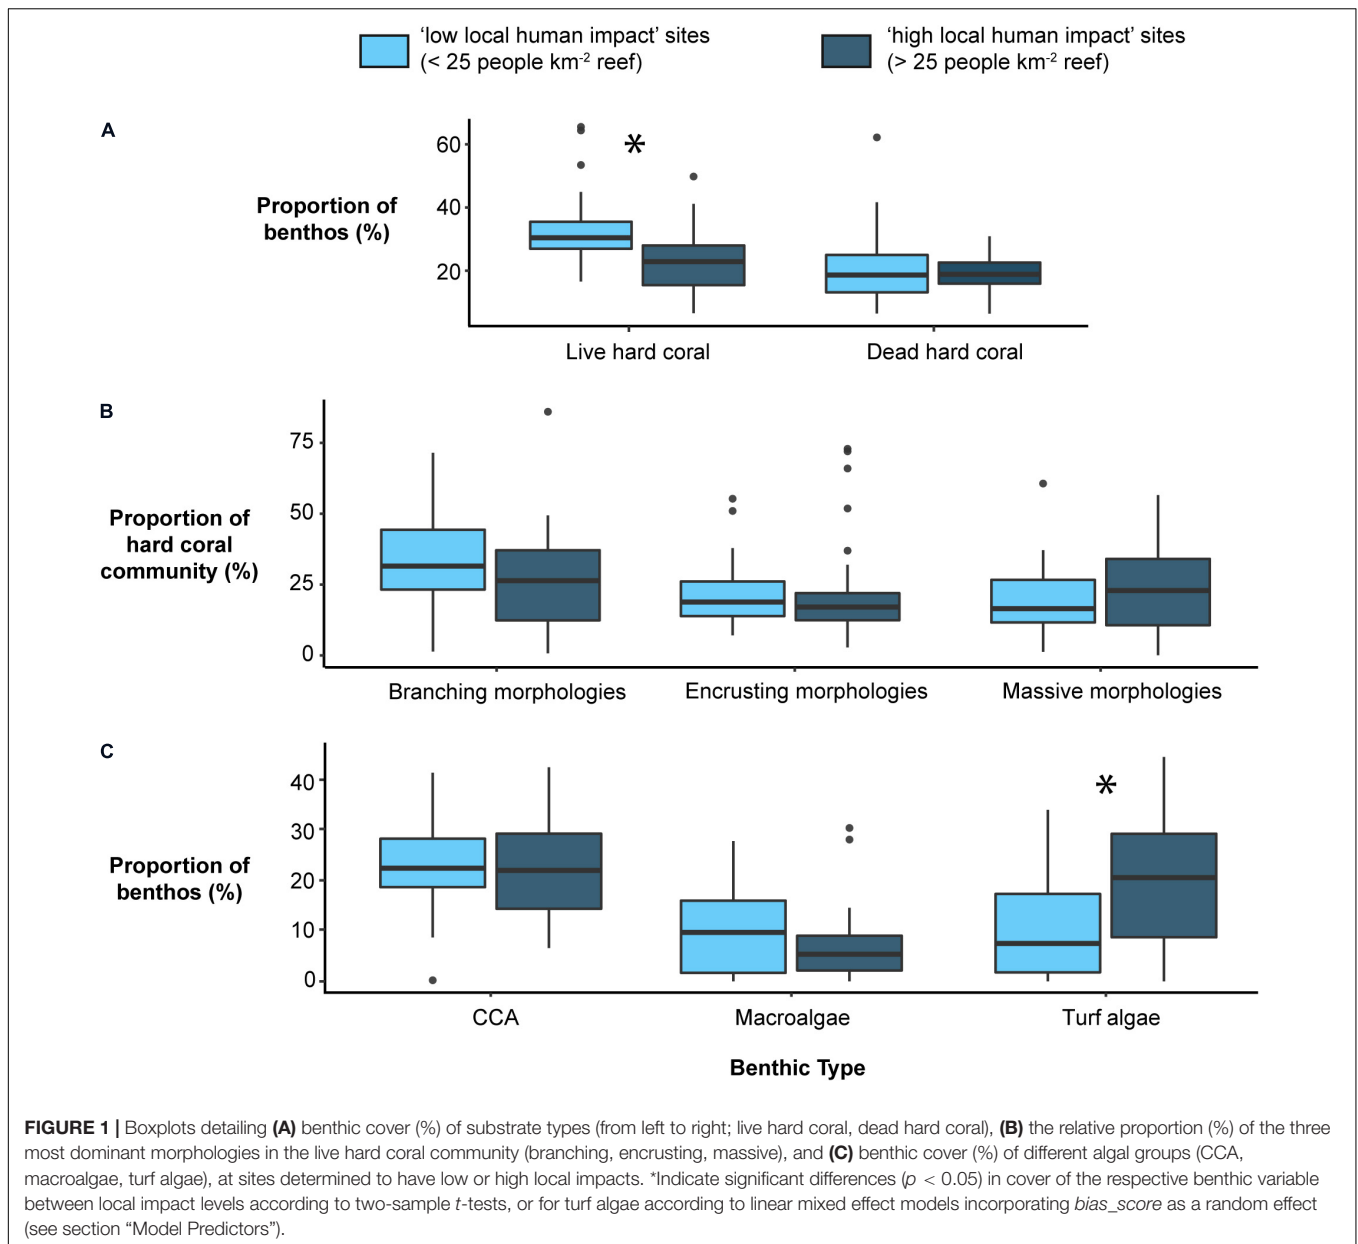 ‘low local human impact’ sites
(< 25 people km-2 reef)
‘high local human impact’ sites
(> 25 people km-2 reef)
A
Proportion of
benthos (%)
60
40
20
*
Live hard coral
Dead hard coral
B
Proportion of
hard coral
community (%)
75
50
25
0
Branching morphologies
Encrusting morphologies
Massive morphologies
C
Proportion of
benthos (%)
40
30
20
10
0
*
CCA
Macroalgae
Turf algae
Benthic Type
FIGURE 1 | Boxplots detailing (A) benthic cover (%) of substrate types (from left to right; live hard coral, dead hard coral), (B) the relative proportion (%) of the three
most dominant morphologies in the live hard coral community (branching, encrusting, massive), and (C) benthic cover (%) of different algal groups (CCA,
macroalgae, turf algae), at sites determined to have low or high local impacts. *Indicate significant differences (p < 0.05) in cover of the respective benthic variable
between local impact levels according to two-sample t-tests, or for turf algae according to linear mixed effect models incorporating bias_score as a random effect
(see section “Model Predictors”).